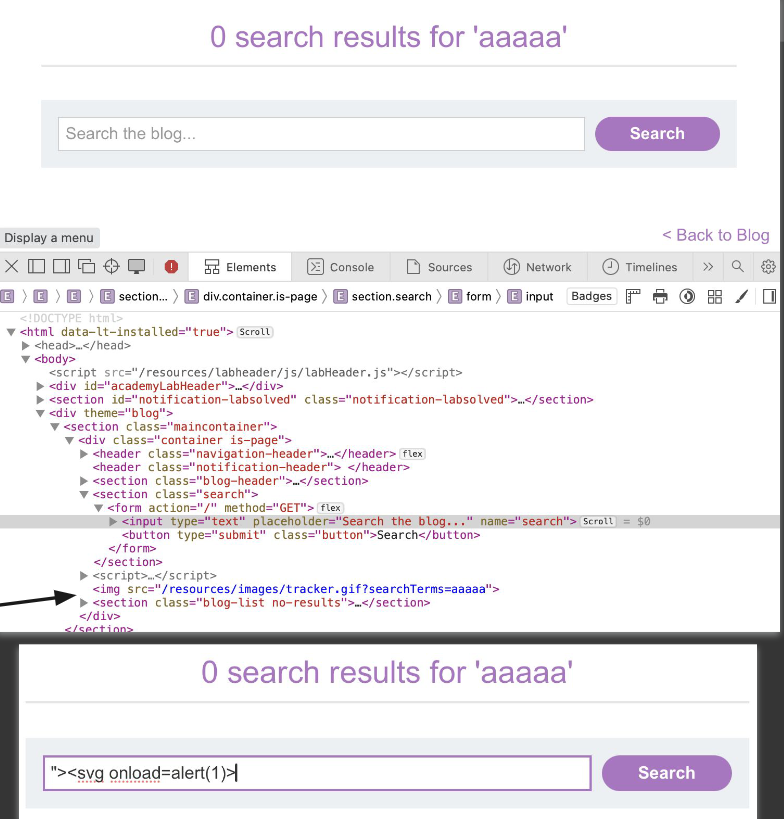 0 search results for 'aaaaa'
Search the blog...
Search
Display a menu
< Back to Blog
Elements
Console
Sources
Network
Timelines
E E E E section... E div.container.is-page E section.search E form E input Badges
<!DOCTYPE html>
<html data-lt-installed="true"> Scroll
<head>…</head>
<body>
<script src="/resources/labheader/js/labHeader.js"></script>
<div id="academyLabHeader">…</div>
<section id="notification-labsolved" class="notification-labsolved">…</section>
<div theme="blog">
<section class="maincontainer">
<div class="container is-page">
<header class="navigation-header">…</header> flex
<header class="notification-header"> </header>
<section class="blog-header">…</section>
<section class="search">
<form action="/" method="GET"> flex
<input type="text" placeholder="Search the blog..." name="search"> Scroll = $0
<button type="submit" class="button">Search</button>
</form>
</section>
<script>…</script>
<img src="/resources/images/tracker.gif?searchTerms=aaaaa">
<section class="blog-list no-results">…</section>
</div>
</section>
0 search results for 'aaaaa'
"><svg onload=alert(1)>
Search